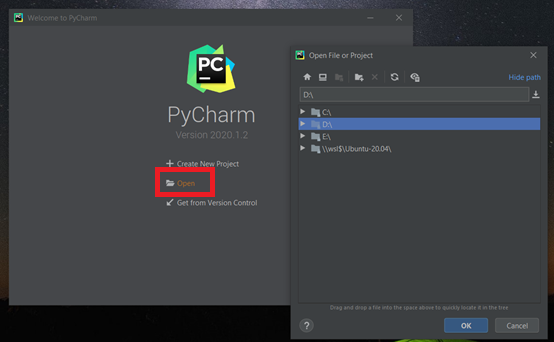 Welcome to PyCharm
PC
PyCharm
Version 2020.1.2
Create New Project
Open
Get from Version Control
Open File or Project
Hide path
D:\
C:\
D:\
E:\
\\wsl$\Ubuntu-20.04\
Drag and drop a file into the space above to quickly locate it in the tree
?
OK
Cancel